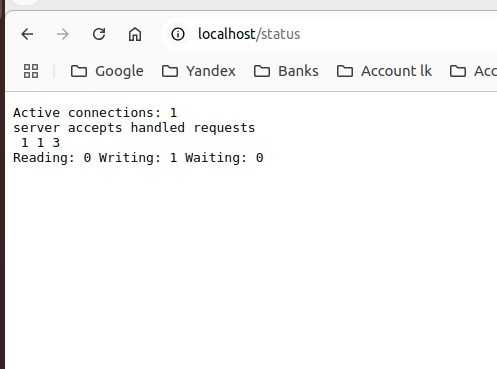 localhost/status
Google Yandex Banks Account lk Acc
Active connections: 1
server accepts handled requests
 1 1 3
Reading: 0 Writing: 1 Waiting: 0